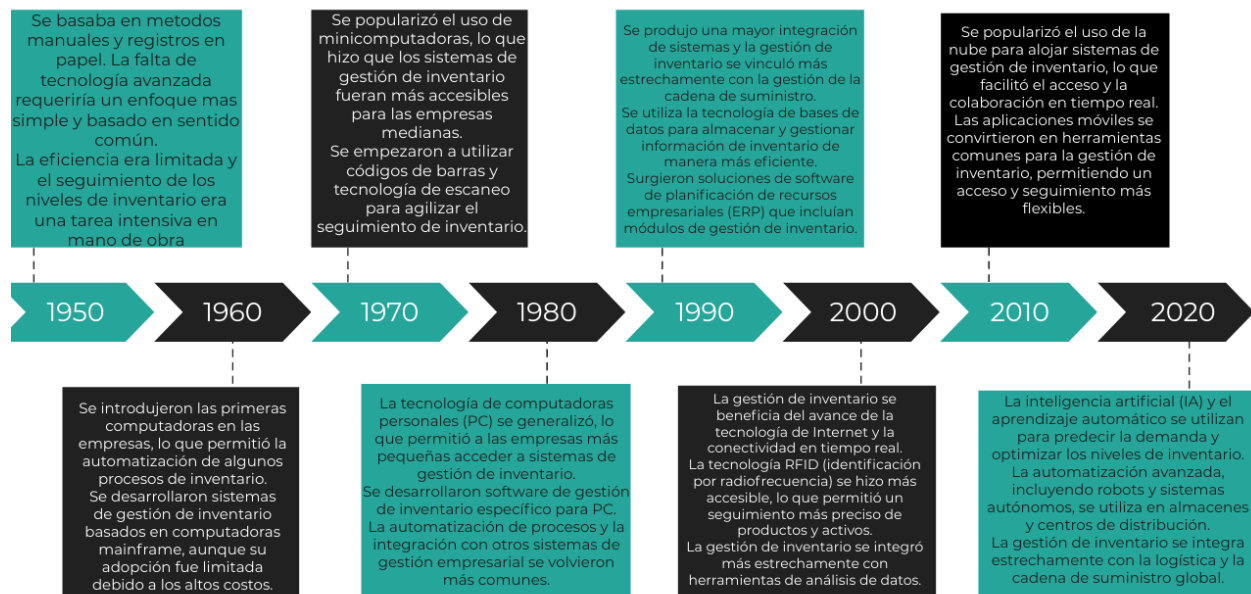 Se basaba en metodos
manuales y registros en
papel. La falta de
tecnología avanzada
requeriría un enfoque mas
simple y basado en sentido
común.
La eficiencia era limitada y
el seguimiento de los
niveles de inventario era
una tarea intensiva en
mano de obra
Se popularizó el uso de
minicomputadoras, lo que
hizo que los sistemas de
gestión de inventario
fueran más accesibles
para las empresas
medianas.
Se empezaron a utilizar
códigos de barras y
tecnología de escaneo
para agilizar el
seguimiento de inventario.
Se produjo una mayor integración
de sistemas y la gestión de
inventario se vinculó más
estrechamente con la gestión de la
cadena de suministro.
Se utiliza la tecnología de bases de
datos para almacenar y gestionar
información de inventario de
manera más eficiente.
Surgieron soluciones de software
de planificación de recursos
empresariales (ERP) que incluían
módulos de gestión de inventario.
Se popularizó el uso de la
nube para alojar sistemas de
gestión de inventario, lo que
facilitó el acceso y la
colaboración en tiempo real.
Las aplicaciones móviles se
convirtieron en herramientas
comunes para la gestión de
inventario, permitiendo un
acceso y seguimiento más
flexibles.
1950
1960
1970
1980
1990
2000
2010
2020
Se introdujeron las primeras
computadoras en las
empresas, lo que permitió la
automatización de algunos
procesos de inventario.
Se desarrollaron sistemas
de gestión de inventario
basados en computadoras
mainframe, aunque su
adopción fue limitada
debido a los altos costos.
La tecnología de computadoras
personales (PC) se generalizó, lo
que permitió a las empresas más
pequeñas acceder a sistemas de
gestión de inventario.
Se desarrollaron software de gestión
de inventario específico para PC.
La automatización de procesos y la
integración con otros sistemas de
gestión empresarial se volvieron
más comunes.
La gestión de inventario se
beneficia del avance de la
tecnología de Internet y la
conectividad en tiempo real.
La tecnología RFID (identificación
por radiofrecuencia) se hizo más
accesible, lo que permitió un
seguimiento más preciso de
productos y activos.
La gestión de inventario se integró
más estrechamente con
herramientas de análisis de datos.
La inteligencia artificial (IA) y el
aprendizaje automático se utilizan
para predecir la demanda y
optimizar los niveles de inventario.
La automatización avanzada,
incluyendo robots y sistemas
autónomos, se utiliza en almacenes
y centros de distribución.
La gestión de inventario se integra
estrechamente con la logística y la
cadena de suministro global.